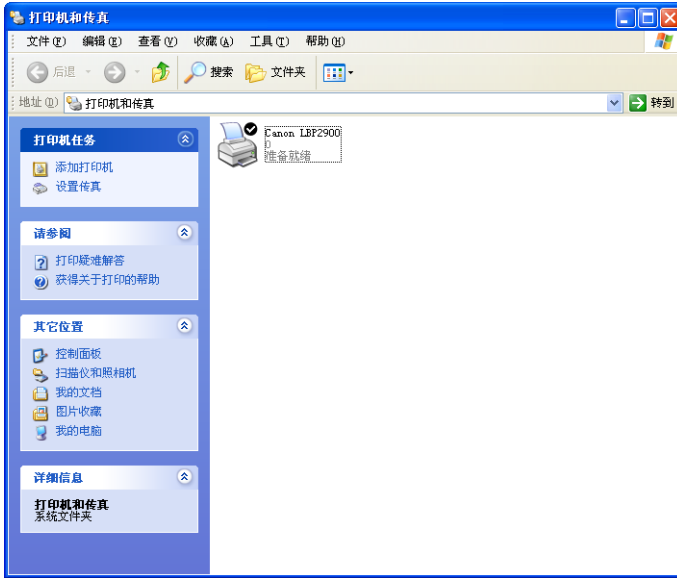 打印机和传真
文件(F) 编辑(E) 查看(V) 收藏(A) 工具(T) 帮助(H)
后退 搜索 文件夹
地址(D) 打印机和传真 转到
打印机任务
添加打印机
设置传真
请参阅
打印疑难解答
获得关于打印的帮助
其它位置
控制面板
扫描仪和照相机
我的文档
图片收藏
我的电脑
详细信息
打印机和传真
系统文件夹
Canon LBP2900
0
准备就绪